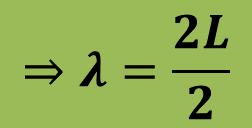 ⇒ λ = 2L/2